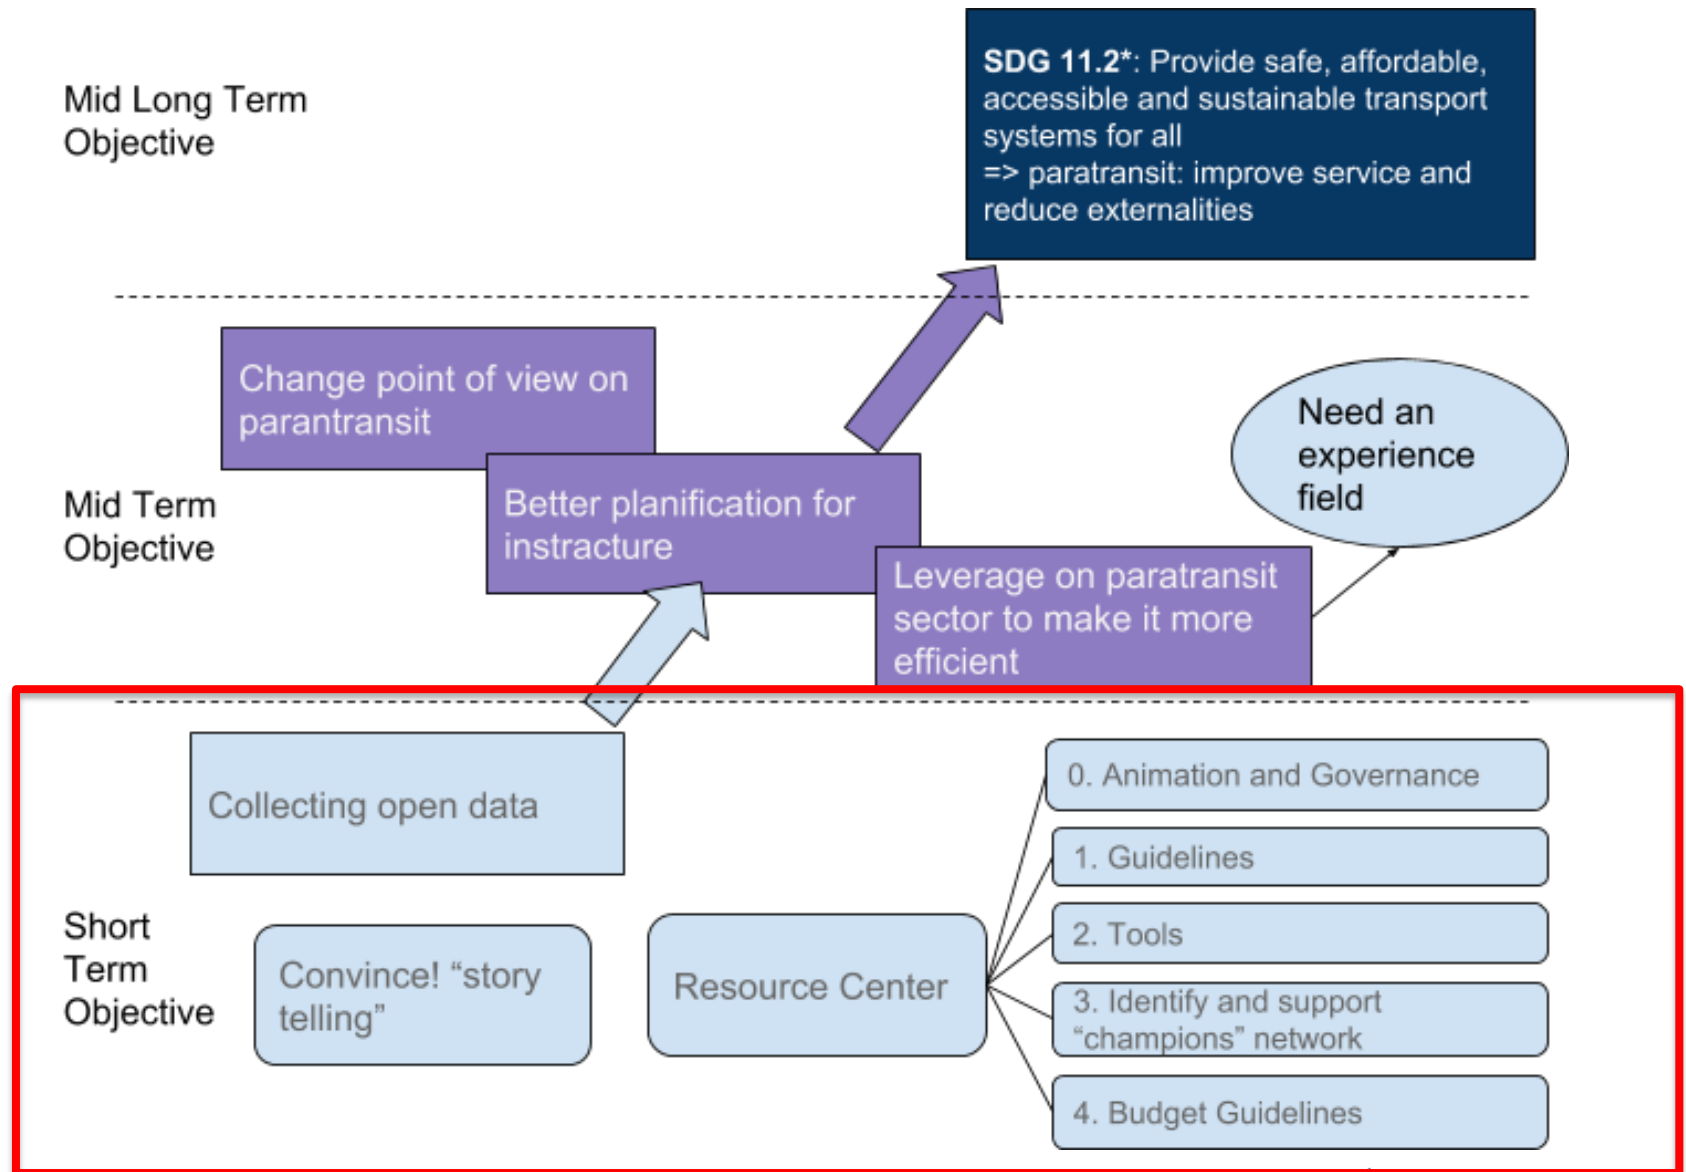 Mid Long Term
Objective
SDG 11.2*: Provide safe, affordable,
accessible and sustainable transport
systems for all
=> paratransit: improve service and
reduce externalities
Change point of view on
parantransit
Need an
experience
field
Mid Term
Objective
Better planification for
instracture
Leverage on paratransit
sector to make it more
efficient
Collecting open data
0. Animation and Governance
1. Guidelines
Short
Term
Objective
Convince! “story
telling”
Resource Center
2. Tools
3. Identify and support
“champions” network
4. Budget Guidelines